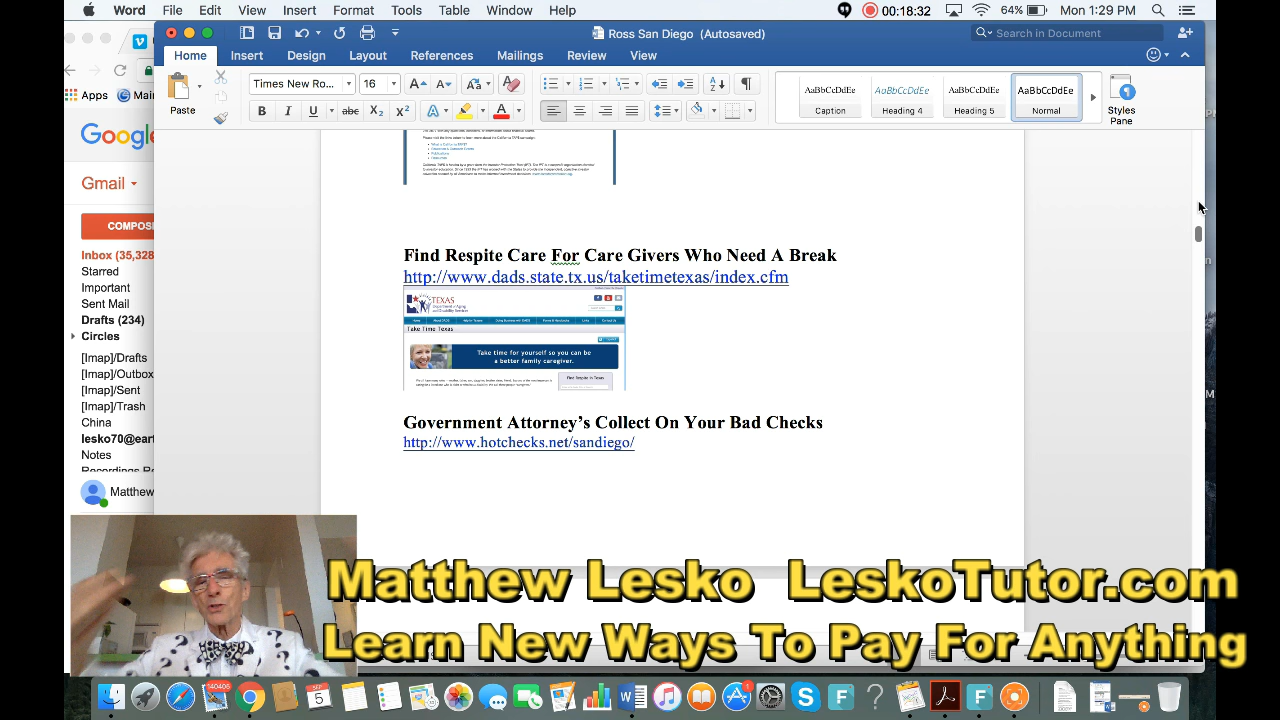 Word File Edit View Insert Format Tools Table Window Help 00:18:32 64% Mon 1:29 PM
Ross San Diego (Autosaved)
Search in Document
Home Insert Design Layout References Mailings Review View
Times New Ro... 16
Paste
B I U abc X₂ X²
AaBbCcDdEe AaBbCcDdEe AaBbCcDdEe AaBbCcDdEe
Caption Heading 4 Heading 5 Normal
Styles Pane
Apps
Google
Gmail
COMPOS
Inbox (35,328
Starred
Important
Sent Mail
Drafts (234)
Circles
[Imap]/Drafts
[Imap]/Outbox
[Imap]/Sent
[Imap]/Trash
China
lesko70@ear
Notes
Matthew
Find Respite Care For Care Givers Who Need A Break
http://www.dads.state.tx.us/taketimetexas/index.cfm
TEXAS
Take Time Texas
Take time for yourself so you can be
a better family caregiver.
Government Attorney's Collect On Your Bad Checks
http://www.hotchecks.net/sandiego/
Matthew Lesko LeskoTutor.com
Learn New Ways To Pay For Anything